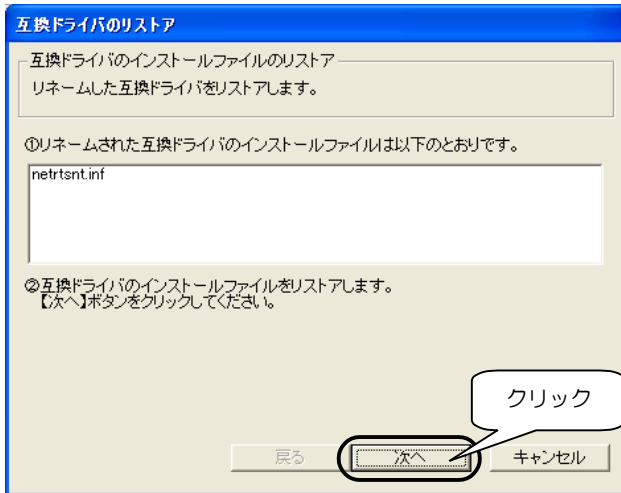 互換ドライバのリストア
互換ドライバのインストールファイルのリストア
リネームした互換ドライバをリストアします。
①リネームされた互換ドライバのインストールファイルは以下のとおりです。
netrtsnt.inf
②互換ドライバのインストールファイルをリストアします。
【次へ】ボタンをクリックしてください。
クリック
戻る 次へ キャンセル